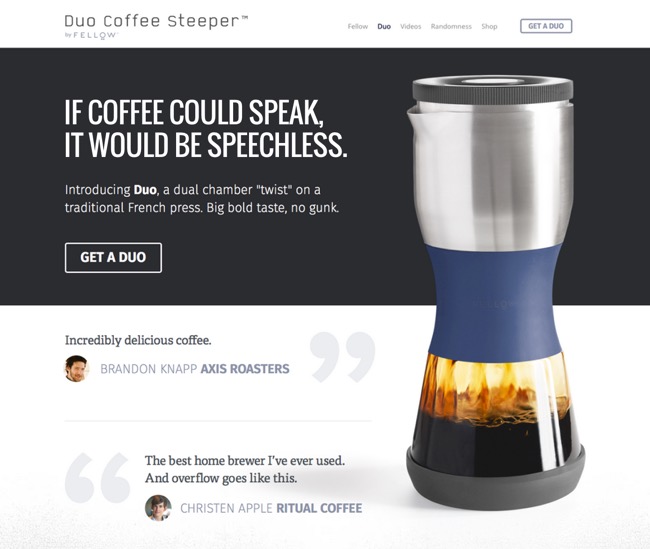 Duo Coffee Steeper™
by FELLOW™
Fellow Duo Videos Randomness Shop GET A DUO
IF COFFEE COULD SPEAK,
IT WOULD BE SPEECHLESS.
Introducing Duo, a dual chamber "twist" on a
traditional French press. Big bold taste, no gunk.
GET A DUO
Incredibly delicious coffee.
BRANDON KNAPP AXIS ROASTERS
The best home brewer I've ever used.
And overflow goes like this.
CHRISTEN APPLE RITUAL COFFEE